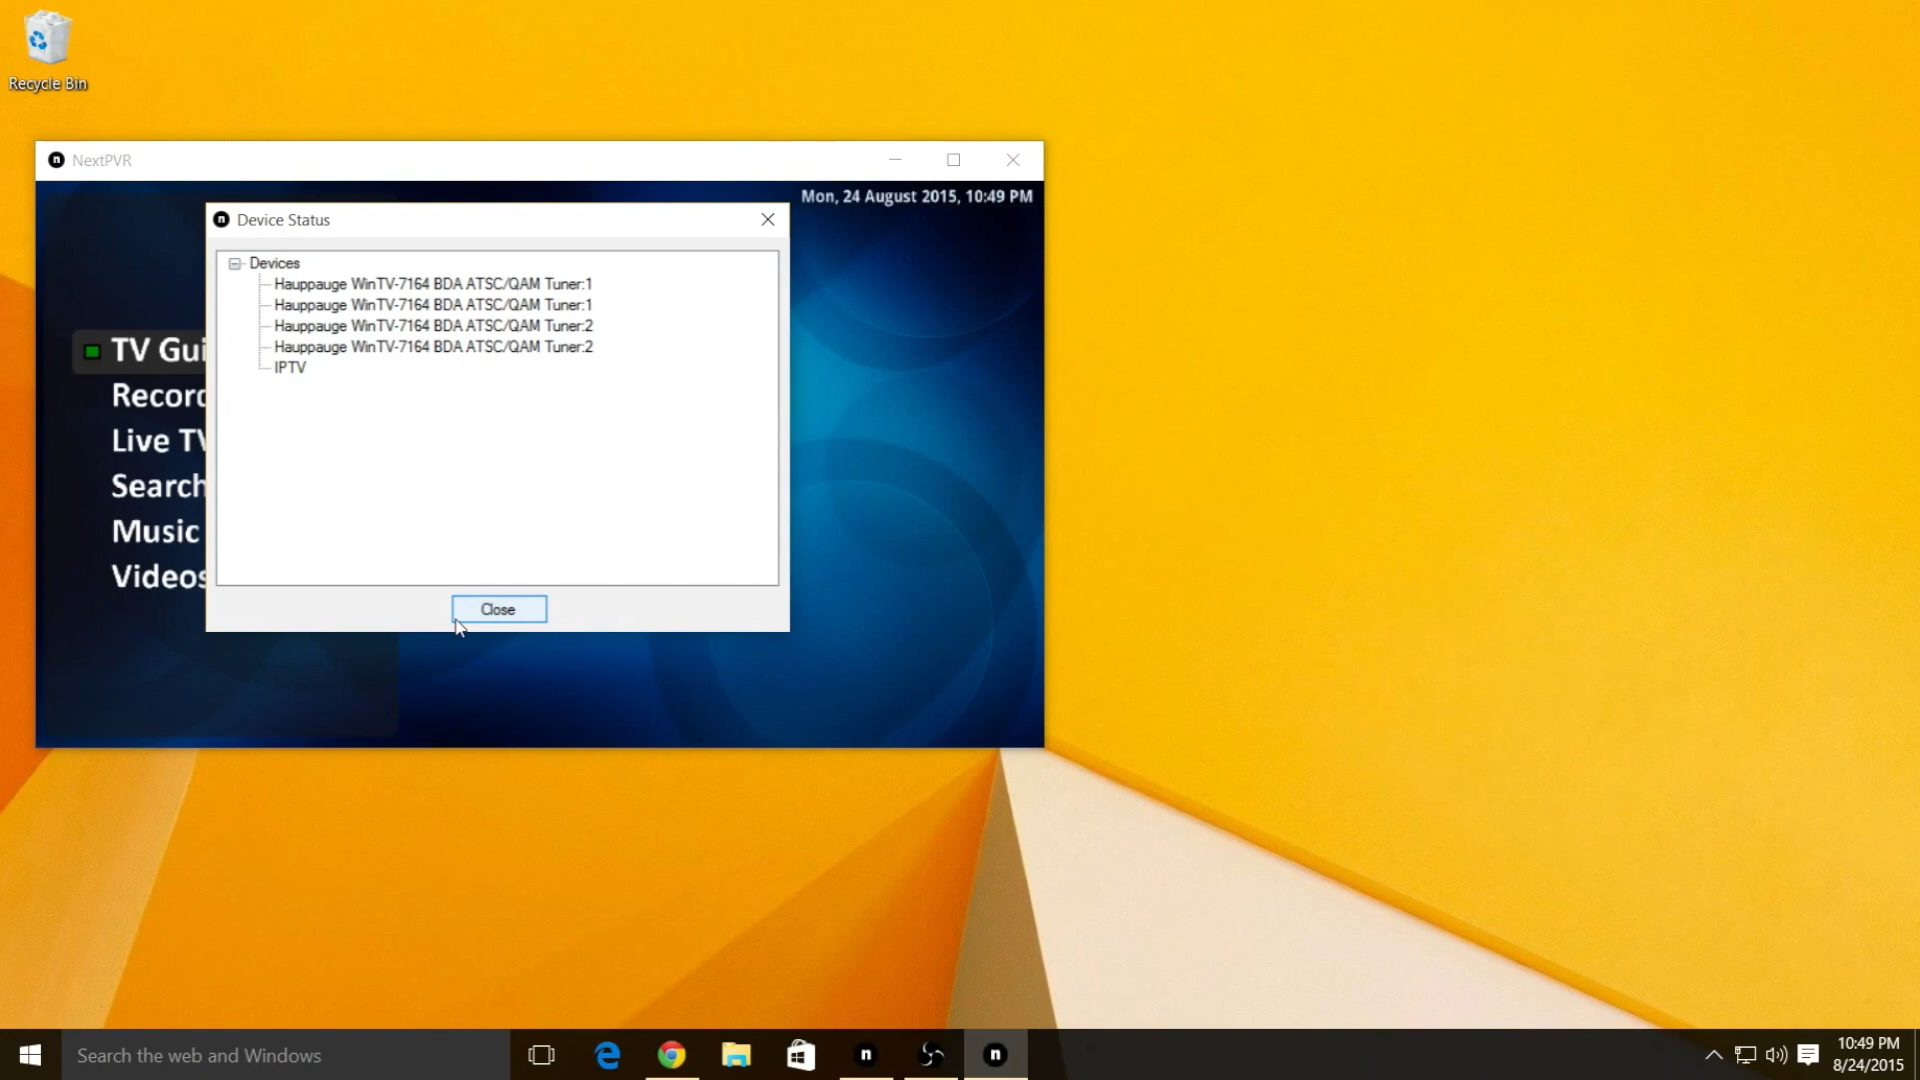 Recycle Bin
NextPVR
Mon, 24 August 2015, 10:49 PM
Device Status
Devices
Hauppauge WinTV-7164 BDA ATSC/QAM Tuner:1
Hauppauge WinTV-7164 BDA ATSC/QAM Tuner:1
Hauppauge WinTV-7164 BDA ATSC/QAM Tuner:2
Hauppauge WinTV-7164 BDA ATSC/QAM Tuner:2
IPTV
TV Gui
Record
Live TV
Search
Music
Videos
Close
Search the web and Windows
10:49 PM
8/24/2015